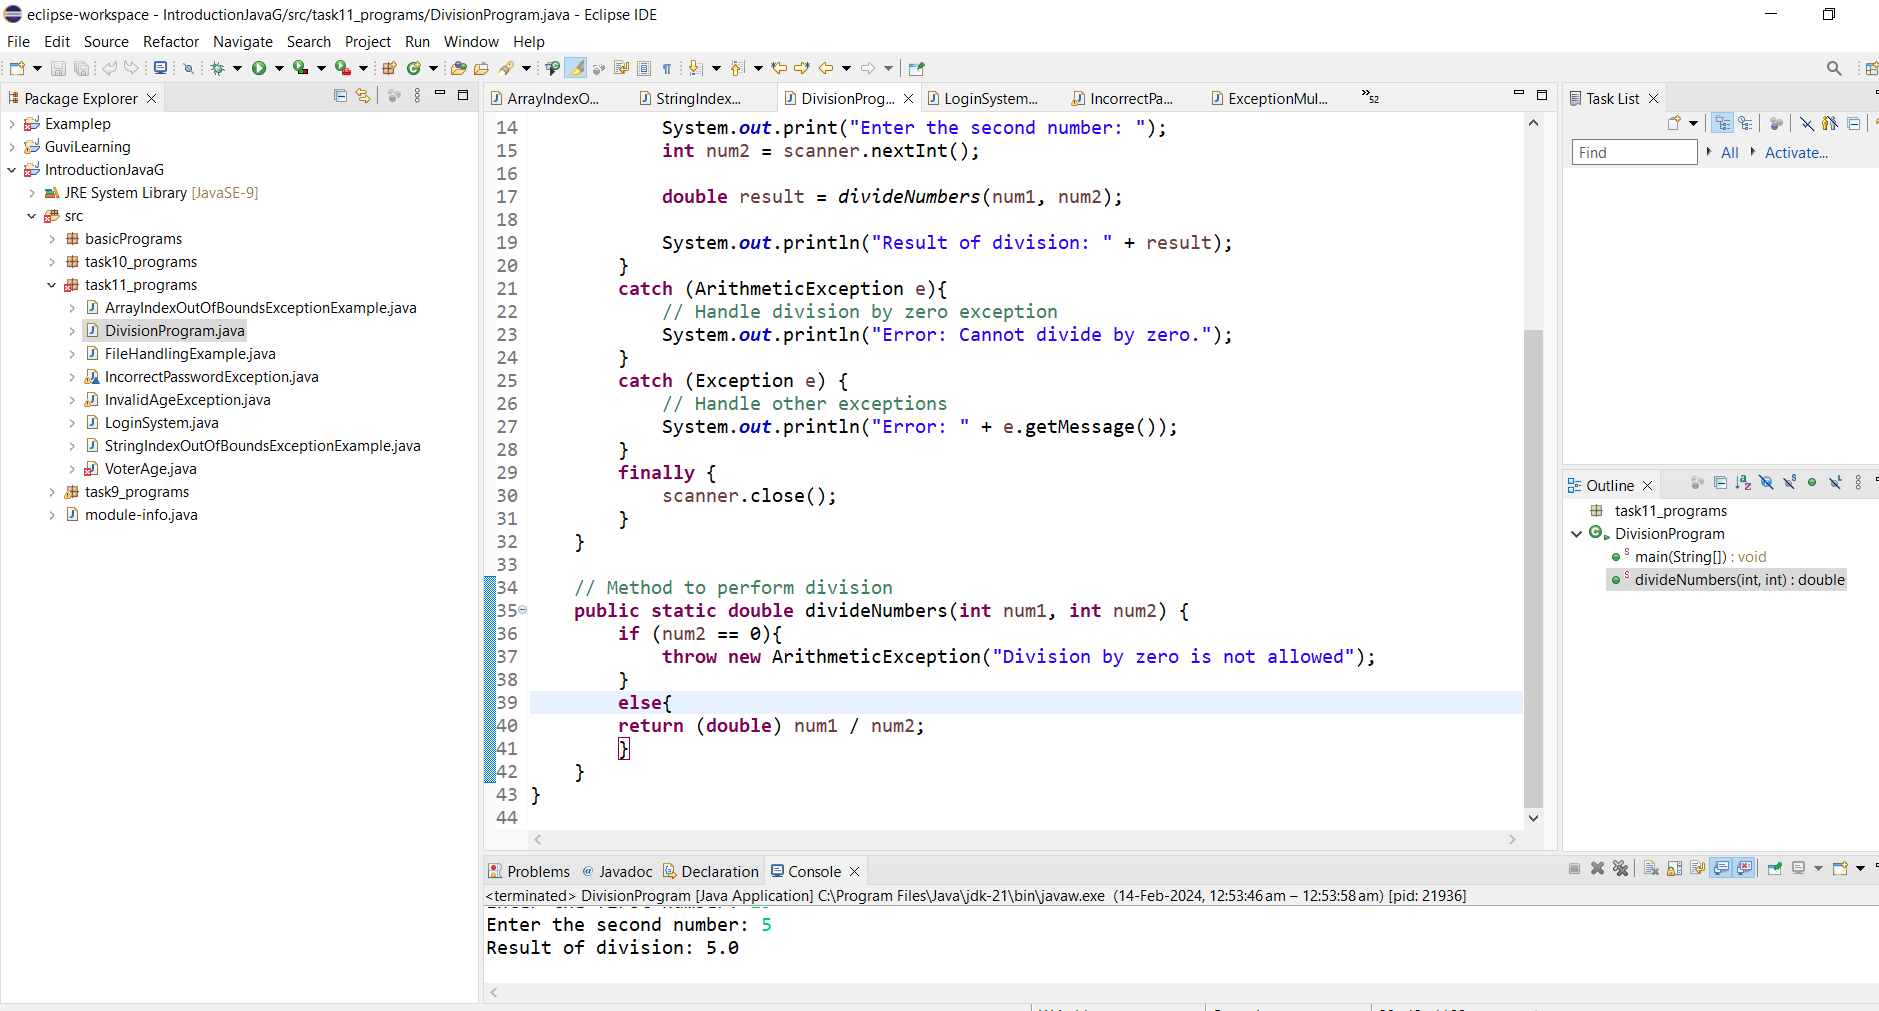 eclipse-workspace - IntroductionJavaG/src/task11_programs/DivisionProgram.java - Eclipse IDE
File Edit Source Refactor Navigate Search Project Run Window Help
Package Explorer
Examplep
GuviLearning
IntroductionJavaG
JRE System Library [JavaSE-9]
src
basicPrograms
task10_programs
task11_programs
ArrayIndexOutOfBoundsExceptionExample.java
DivisionProgram.java
FileHandlingExample.java
IncorrectPasswordException.java
InvalidAgeException.java
LoginSystem.java
StringIndexOutOfBoundsExceptionExample.java
VoterAge.java
task9_programs
module-info.java
ArrayIndexO... StringIndex... DivisionProg... LoginSystem... IncorrectPa... ExceptionMul... »52
14 System.out.print("Enter the second number: ");
15 int num2 = scanner.nextInt();
16
17 double result = divideNumbers(num1, num2);
18
19 System.out.println("Result of division: " + result);
20 }
21 catch (ArithmeticException e){
22 // Handle division by zero exception
23 System.out.println("Error: Cannot divide by zero.");
24 }
25 catch (Exception e) {
26 // Handle other exceptions
27 System.out.println("Error: " + e.getMessage());
28 }
29 finally {
30 scanner.close();
31 }
32 }
33
34 // Method to perform division
35 public static double divideNumbers(int num1, int num2) {
36 if (num2 == 0){
37 throw new ArithmeticException("Division by zero is not allowed");
38 }
39 else{
40 return (double) num1 / num2;
41 }
42 }
43 }
44
Task List
Find All Activate...
Outline
task11_programs
DivisionProgram
main(String[]) : void
divideNumbers(int, int) : double
Problems @ Javadoc Declaration Console
<terminated> DivisionProgram [Java Application] C:\Program Files\Java\jdk-21\bin\javaw.exe (14-Feb-2024, 12:53:46 am – 12:53:58 am) [pid: 21936]
Enter the second number: 5
Result of division: 5.0